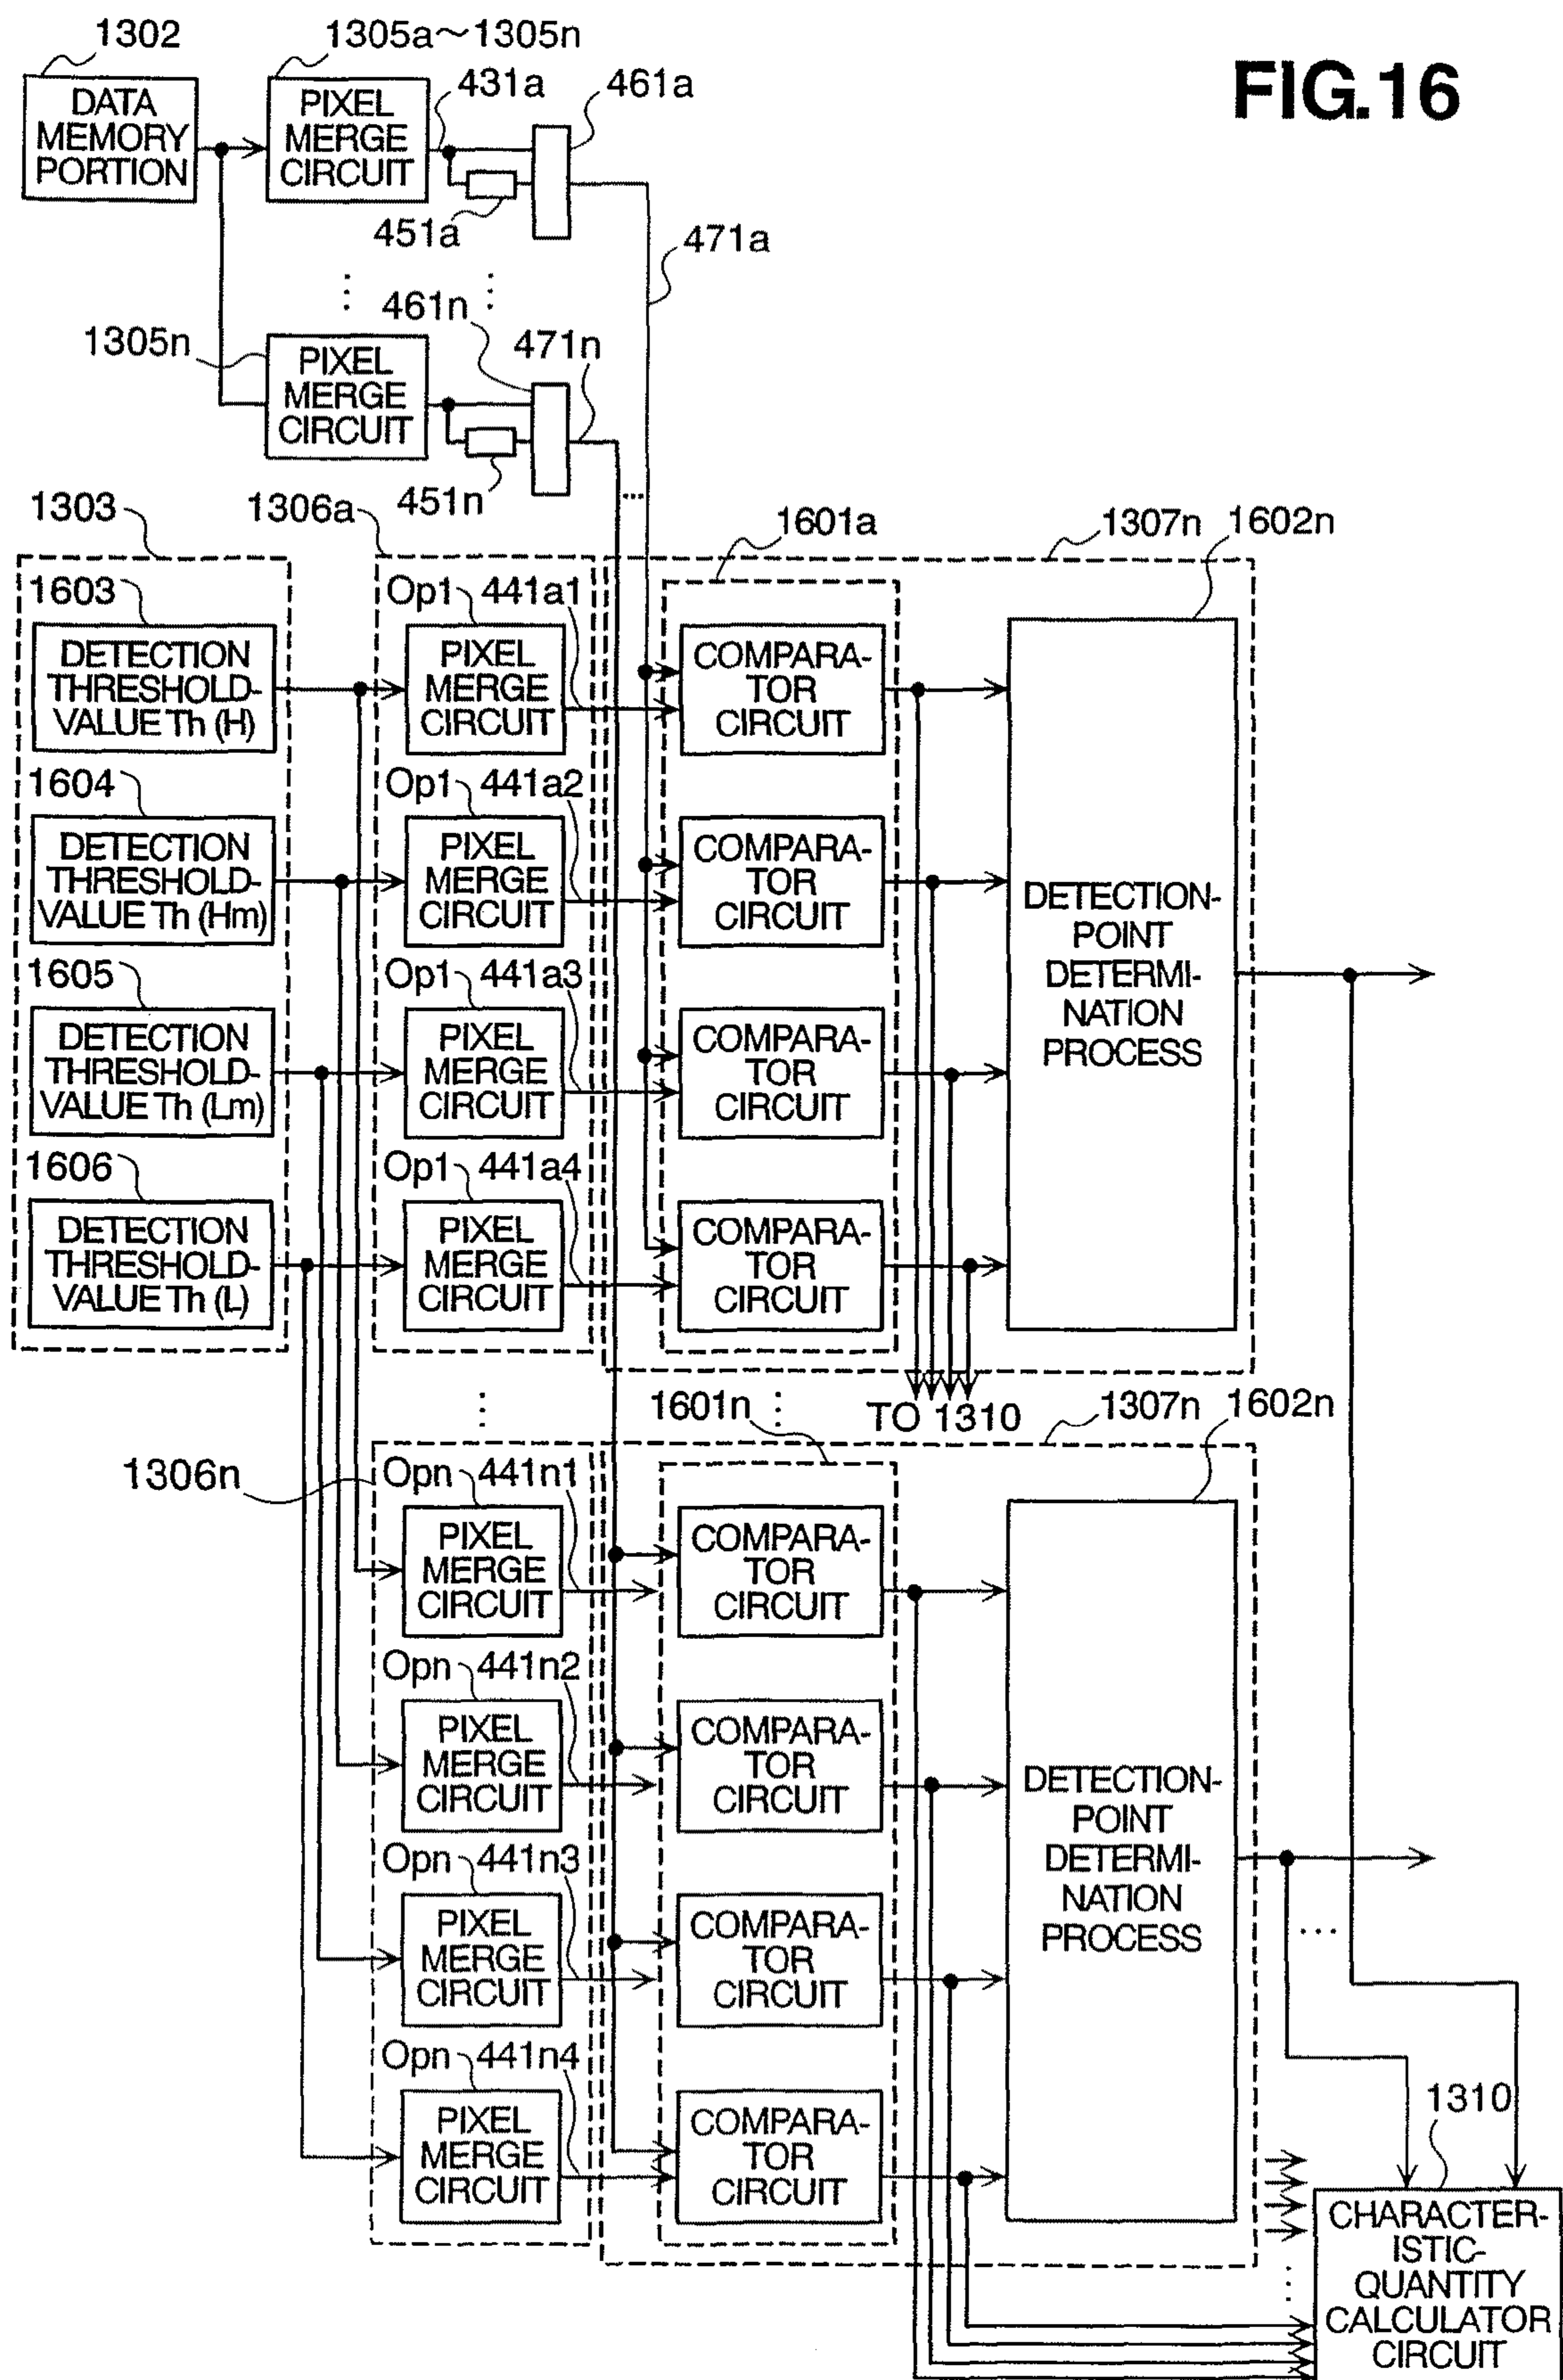 FIG.16
1302
1305a～1305n
431a
461a
DATA
MEMORY
PORTION
PIXEL
MERGE
CIRCUIT
451a
471a
461n
1305n
471n
PIXEL
MERGE
CIRCUIT
451n
1303
1306a
1601a
1307n
1602n
1603
Op1
441a1
DETECTION
THRESHOLD-
VALUE Th (H)
PIXEL
MERGE
CIRCUIT
COMPARA-
TOR
CIRCUIT
1604
Op1
441a2
DETECTION
THRESHOLD-
VALUE Th (Hm)
PIXEL
MERGE
CIRCUIT
COMPARA-
TOR
CIRCUIT
DETECTION-
POINT
DETERMI-
NATION
PROCESS
1605
Op1
441a3
DETECTION
THRESHOLD-
VALUE Th (Lm)
PIXEL
MERGE
CIRCUIT
COMPARA-
TOR
CIRCUIT
1606
Op1
441a4
DETECTION
THRESHOLD-
VALUE Th (L)
PIXEL
MERGE
CIRCUIT
COMPARA-
TOR
CIRCUIT
1601n
TO 1310
1307n
1602n
1306n
Opn
441n1
PIXEL
MERGE
CIRCUIT
COMPARA-
TOR
CIRCUIT
Opn
441n2
PIXEL
MERGE
CIRCUIT
COMPARA-
TOR
CIRCUIT
DETECTION-
POINT
DETERMI-
NATION
PROCESS
Opn
441n3
PIXEL
MERGE
CIRCUIT
COMPARA-
TOR
CIRCUIT
Opn
441n4
PIXEL
MERGE
CIRCUIT
COMPARA-
TOR
CIRCUIT
1310
CHARACTER-
ISTIC-
QUANTITY
CALCULATOR
CIRCUIT